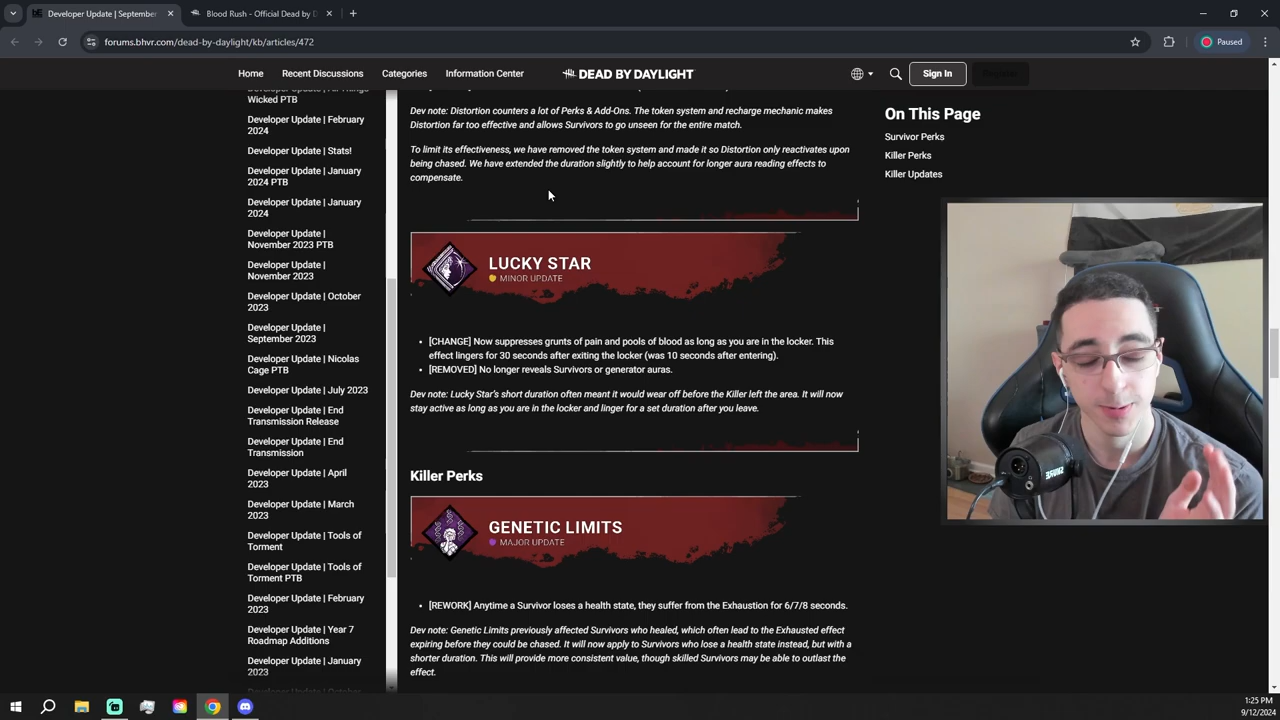 Developer Update | September
Blood Rush - Official Dead by D
forums.bhvr.com/dead-by-daylight/kb/articles/472
Paused
Home
Recent Discussions
Categories
Information Center
DEAD BY DAYLIGHT
Sign In
Register
Wicked PTB
Developer Update | February
2024
Developer Update | Stats!
Developer Update | January
2024 PTB
Developer Update | January
2024
Developer Update |
November 2023 PTB
Developer Update |
November 2023
Developer Update | October
2023
Developer Update |
September 2023
Developer Update | Nicolas
Cage PTB
Developer Update | July 2023
Developer Update | End
Transmission Release
Developer Update | End
Transmission
Developer Update | April
2023
Developer Update | March
2023
Developer Update | Tools of
Torment
Developer Update | Tools of
Torment PTB
Developer Update | February
2023
Developer Update | Year 7
Roadmap Additions
Developer Update | January
2023
Dev note: Distortion counters a lot of Perks & Add-Ons. The token system and recharge mechanic makes
Distortion far too effective and allows Survivors to go unseen for the entire match.
To limit its effectiveness, we have removed the token system and made it so Distortion only reactivates upon
being chased. We have extended the duration slightly to help account for longer aura reading effects to
compensate.
LUCKY STAR
MINOR UPDATE
• [CHANGE] Now suppresses grunts of pain and pools of blood as long as you are in the locker. This
effect lingers for 30 seconds after exiting the locker (was 10 seconds after entering).
• [REMOVED] No longer reveals Survivors or generator auras.
Dev note: Lucky Star's short duration often meant it would wear off before the Killer left the area. It will now
stay active as long as you are in the locker and linger for a set duration after you leave.
Killer Perks
GENETIC LIMITS
MAJOR UPDATE
• [REWORK] Anytime a Survivor loses a health state, they suffer from the Exhaustion for 6/7/8 seconds.
Dev note: Genetic Limits previously affected Survivors who healed, which often lead to the Exhausted effect
expiring before they could be chased. It will now apply to Survivors who lose a health state instead, but with a
shorter duration. This will provide more consistent value, though skilled Survivors may be able to outlast the
effect.
On This Page
Survivor Perks
Killer Perks
Killer Updates
1:25 PM
9/12/2024